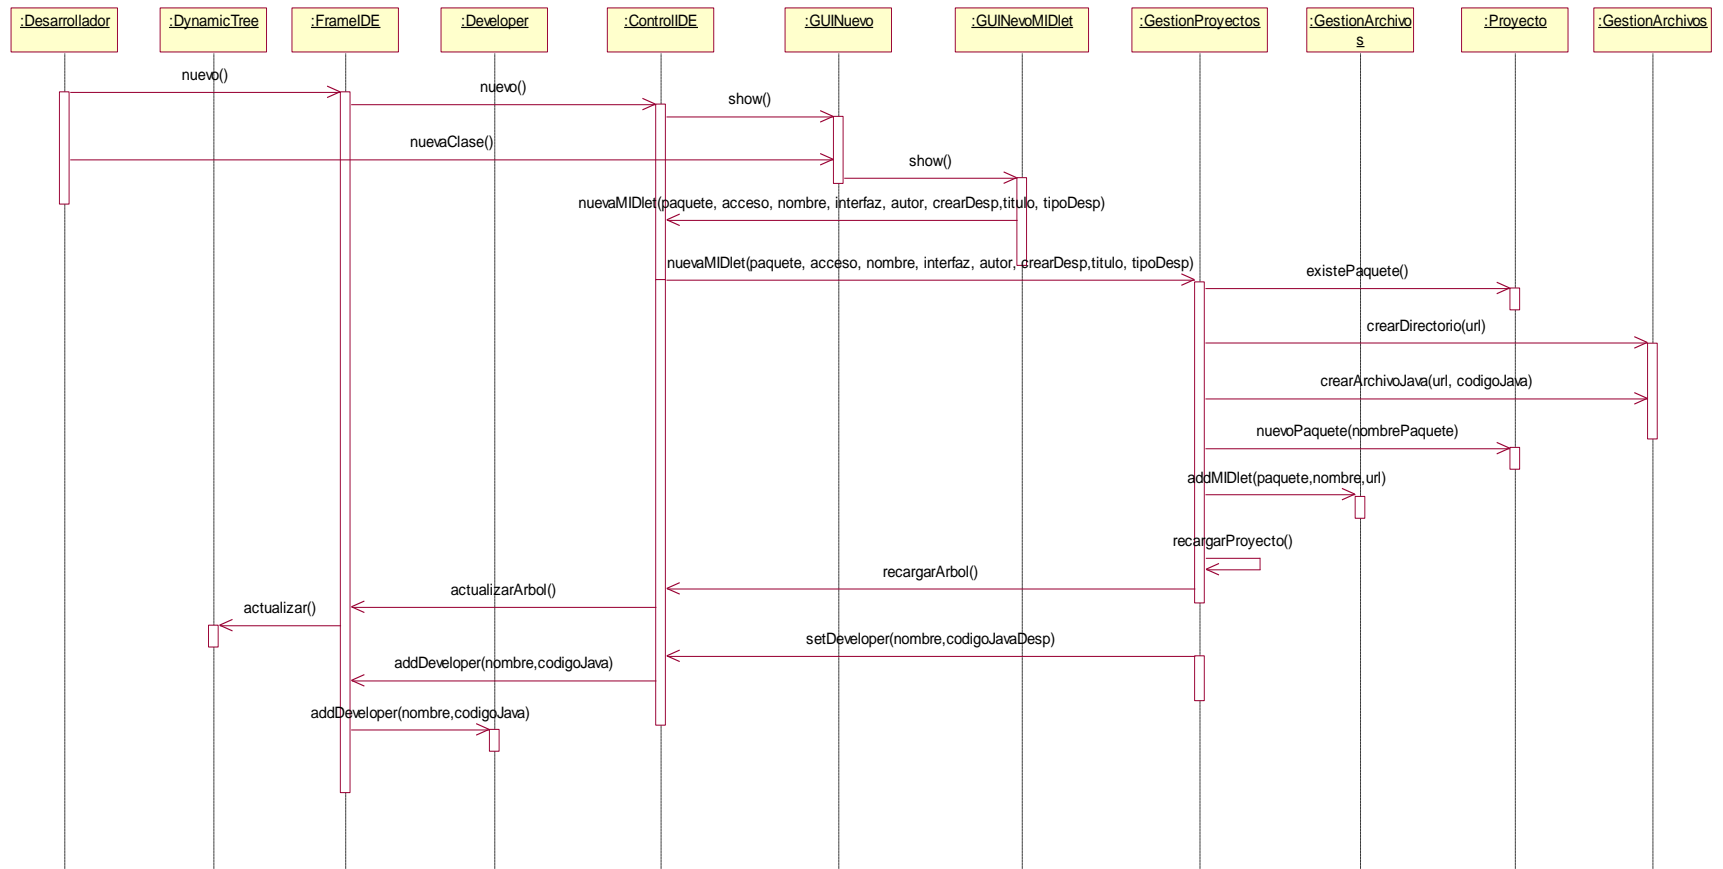 :Desarrollador
:DynamicTree
:FrameIDE
:Developer
:ControlIDE
:GUINuevo
:GUINevoMIDlet
:GestionProyectos
:GestionArchivo
s
:Proyecto
:GestionArchivos
nuevo()
nuevo()
show()
nuevaClase()
show()
nuevaMIDlet(paquete, acceso, nombre, interfaz, autor, crearDesp,titulo, tipoDesp)
nuevaMIDlet(paquete, acceso, nombre, interfaz, autor, crearDesp,titulo, tipoDesp)
existePaquete()
crearDirectorio(url)
crearArchivoJava(url, codigoJava)
nuevoPaquete(nombrePaquete)
addMIDlet(paquete,nombre,url)
recargarProyecto()
recargarArbol()
actualizarArbol()
actualizar()
setDeveloper(nombre,codigoJavaDesp)
addDeveloper(nombre,codigoJava)
addDeveloper(nombre,codigoJava)